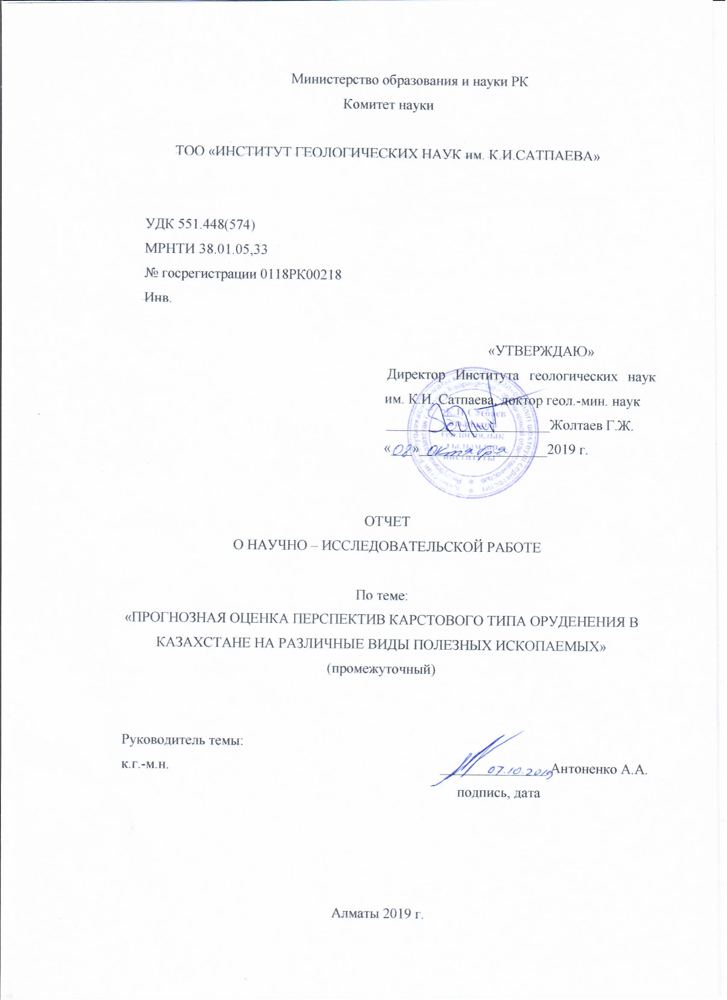 Министерство образования и науки РК
Комитет науки
ТОО «ИНСТИТУТ ГЕОЛОГИЧЕСКИХ НАУК им. К.И.САТПАЕВА»
УДК 551.448(574)
МРНТИ 38.01.05,33
№ госрегистрации 0118РК00218
Инв.
«УТВЕРЖДАЮ»
Директор Института геологических наук
им. К.И. Сатпаева, доктор геол.-мин. наук
Жолтаев Г.Ж.
«08» октября 2019 г.
ОТЧЕТ
О НАУЧНО – ИССЛЕДОВАТЕЛЬСКОЙ РАБОТЕ
По теме:
«ПРОГНОЗНАЯ ОЦЕНКА ПЕРСПЕКТИВ КАРСТОВОГО ТИПА ОРУДЕНЕНИЯ В
КАЗАХСТАНЕ НА РАЗЛИЧНЫЕ ВИДЫ ПОЛЕЗНЫХ ИСКОПАЕМЫХ»
(промежуточный)
Руководитель темы:
к.г.-м.н. 07.10.2019 Антоненко А.А.
подпись, дата
Алматы 2019 г.